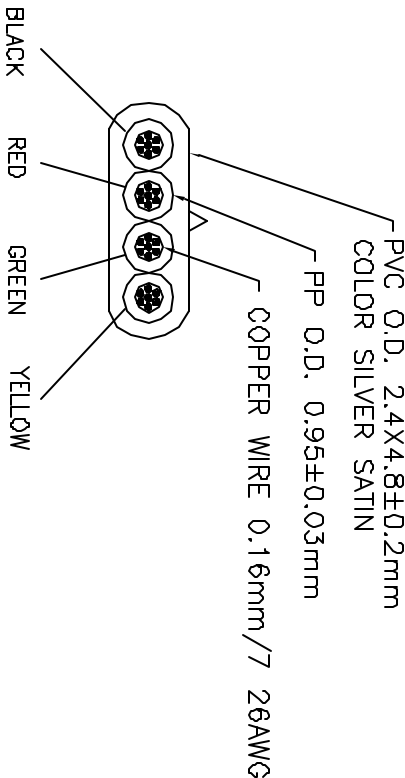 PVC O.D. 2.4X4.8±0.2mm
COLOR SILVER SATIN
PP O.D. 0.95±0.03mm
COPPER WIRE 0.16mm/7 26AWG
BLACK
RED
GREEN
YELLOW